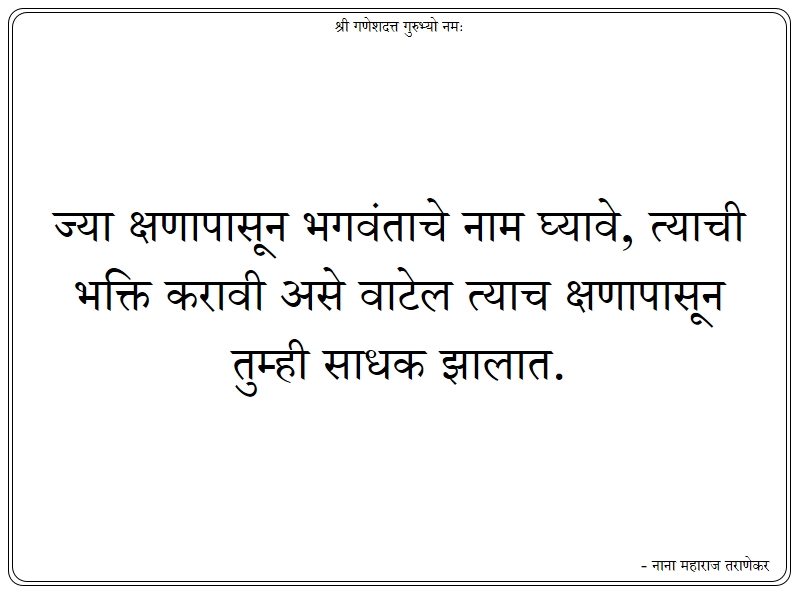 श्री गणेशदत्त गुरुभ्यो नमः
ज्या क्षणापासून भगवंताचे नाम घ्यावे, त्याची
भक्ति करावी असे वाटेल त्याच क्षणापासून
तुम्ही साधक झालात.
- नाना महाराज तराणेकर